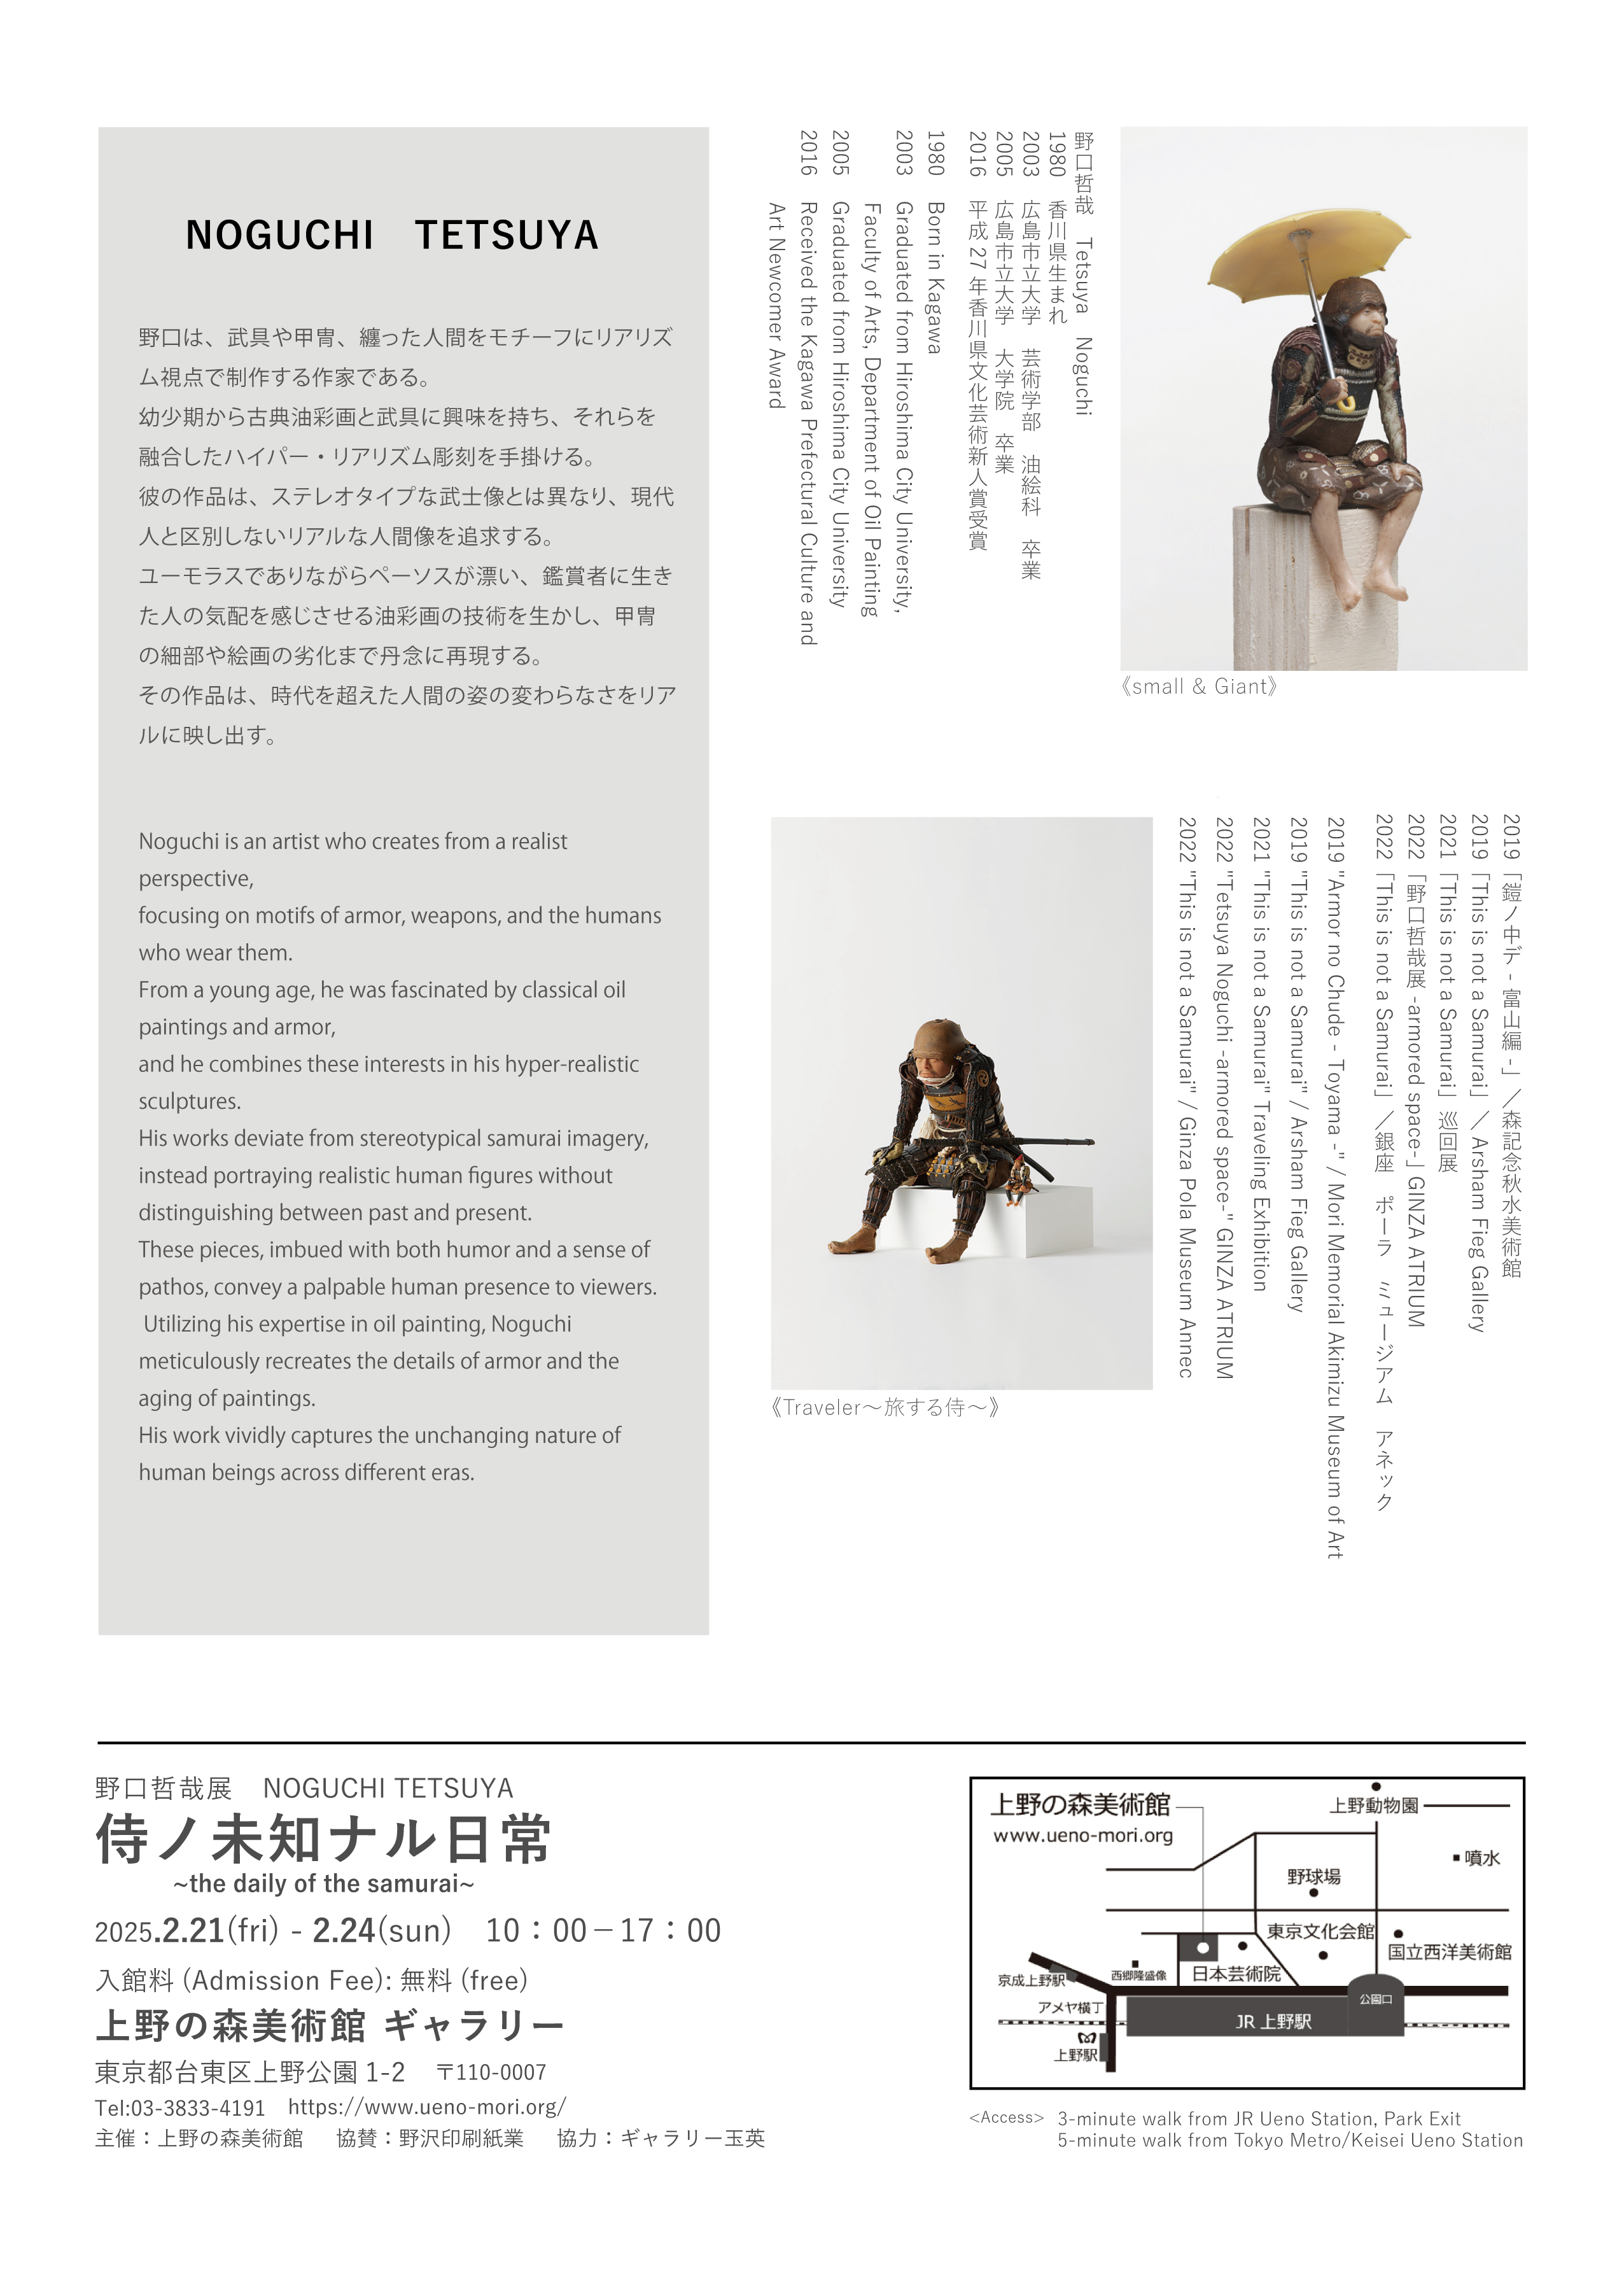 NOGUCHI　TETSUYA
野口は、武具や甲冑、纏った人間をモチーフにリアリズ
ム視点で制作する作家である。
幼少期から古典油彩画と武具に興味を持ち、それらを
融合したハイパー・リアリズム彫刻を手掛ける。
彼の作品は、ステレオタイプな武士像とは異なり、現代
人と区別しないリアルな人間像を追求する。
ユーモラスでありながらペーソスが漂い、鑑賞者に生き
た人の気配を感じさせる油彩画の技術を生かし、甲冑
の細部や絵画の劣化まで丹念に再現する。
その作品は、時代を超えた人間の姿の変わらなさをリア
ルに映し出す。
Noguchi is an artist who creates from a realist
perspective,
focusing on motifs of armor, weapons, and the humans
who wear them.
From a young age, he was fascinated by classical oil
paintings and armor,
and he combines these interests in his hyper-realistic
sculptures.
His works deviate from stereotypical samurai imagery,
instead portraying realistic human figures without
distinguishing between past and present.
These pieces, imbued with both humor and a sense of
pathos, convey a palpable human presence to viewers.
Utilizing his expertise in oil painting, Noguchi
meticulously recreates the details of armor and the
aging of paintings.
His work vividly captures the unchanging nature of
human beings across different eras.
《small & Giant》
野口哲哉　Tetsuya　Noguchi
1980　香川県生まれ
2003　広島市立大学　芸術学部　油絵科　卒業
2005　広島市立大学　大学院　卒業
2016　平成 27 年香川県文化芸術新人賞受賞
1980　Born in Kagawa
2003　Graduated from Hiroshima City University,
Faculty of Arts, Department of Oil Painting
2005　Graduated from Hiroshima City University
2016　Received the Kagawa Prefectural Culture and
Art Newcomer Award
2019「鎧ノ中デ - 富山編 -」／森記念秋水美術館
2019「This is not a Samurai」／ Arsham Fieg Gallery
2021「This is not a Samurai」巡回展
2022「野口哲哉展 -armored space-」GINZA ATRIUM
2022「This is not a Samurai」／銀座　ポーラ　ミュージアム　アネック
2019 "Armor no Chude - Toyama -" / Mori Memorial Akimizu Museum of Art
2019 "This is not a Samurai" / Arsham Fieg Gallery
2021 "This is not a Samurai" Traveling Exhibition
2022 "Tetsuya Noguchi -armored space-" GINZA ATRIUM
2022 "This is not a Samurai" / Ginza Pola Museum Annec
《Traveler～旅する侍～》
野口哲哉展　NOGUCHI TETSUYA
侍ノ未知ナル日常
~the daily of the samurai~
2025.2.21(fri) - 2.24(sun)　10：00－17：00
入館料 (Admission Fee): 無料 (free)
上野の森美術館 ギャラリー
東京都台東区上野公園 1-2　〒110-0007
Tel:03-3833-4191　https://www.ueno-mori.org/
主催：上野の森美術館　協賛：野沢印刷紙業　協力：ギャラリー玉英
上野の森美術館
www.ueno-mori.org
上野動物園
噴水
野球場
東京文化会館
国立西洋美術館
京成上野駅
西郷隆盛像
日本芸術院
アメヤ横丁
公園口
JR 上野駅
上野駅
<Access>　3-minute walk from JR Ueno Station, Park Exit
5-minute walk from Tokyo Metro/Keisei Ueno Station